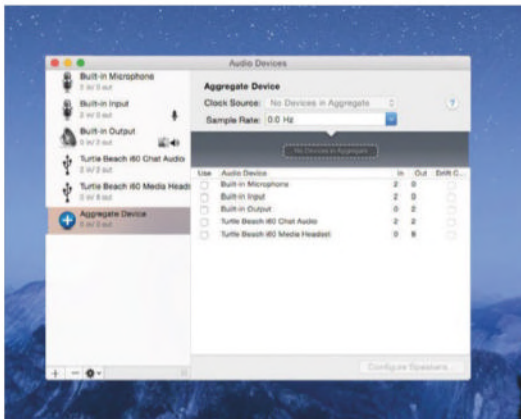 Audio Devices
Built-in Microphone
2 in/ 0 out
Built-in Input
2 in/ 0 out
Built-in Output
0 in/ 2 out
Turtle Beach i60 Chat Audio
2 in/ 2 out
Turtle Beach i60 Media Heads
0 in/ 8 out
Aggregate Device
0 in/ 0 out
Aggregate Device
Clock Source: No Devices in Aggregate
?
Sample Rate: 0.0 Hz
No Devices in Aggregate
Use Audio Device In Out Drift C...
Built-in Microphone 2 0
Built-in Input 2 0
Built-in Output 0 2
Turtle Beach i60 Chat Audio 2 2
Turtle Beach i60 Media Headset 0 8
Configure Speakers...